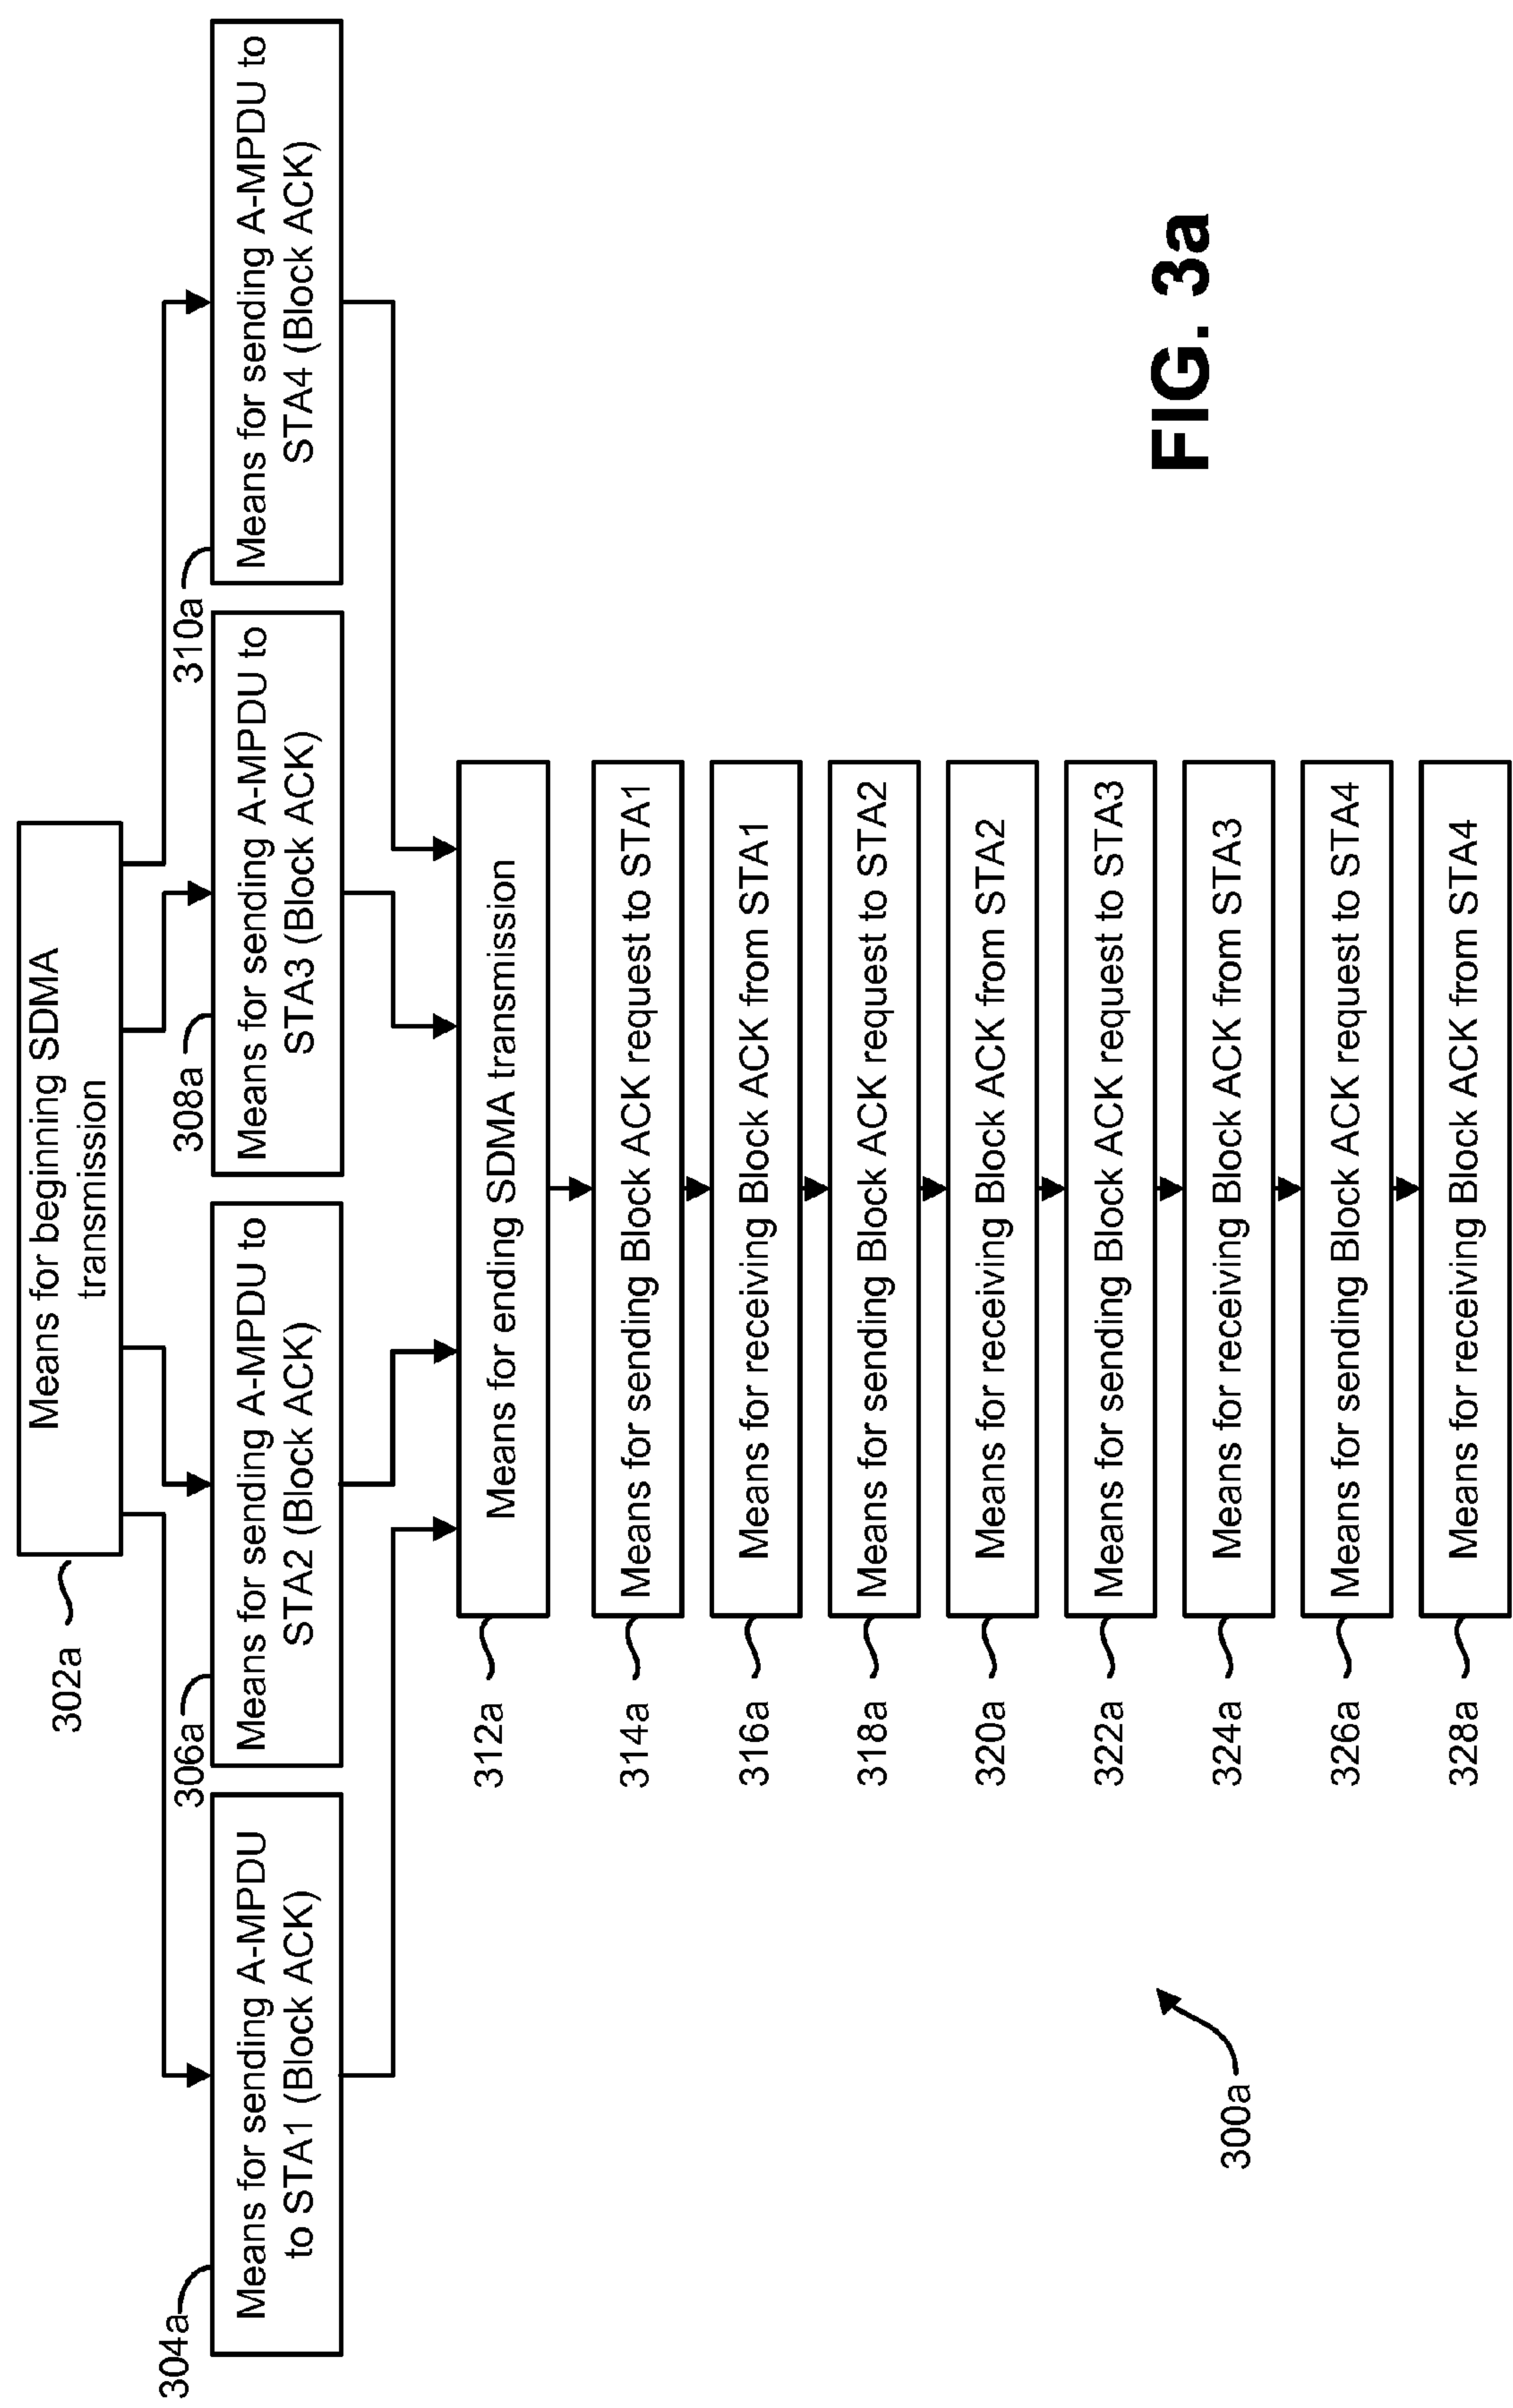 302a
Means for beginning SDMA
transmission
304a
Means for sending A-MPDU
to STA1 (Block ACK)
306a
Means for sending A-MPDU to
STA2 (Block ACK)
308a
Means for sending A-MPDU to
STA3 (Block ACK)
310a
Means for sending A-MPDU to
STA4 (Block ACK)
312a
Means for ending SDMA transmission
314a
Means for sending Block ACK request to STA1
316a
Means for receiving Block ACK from STA1
318a
Means for sending Block ACK request to STA2
320a
Means for receiving Block ACK from STA2
322a
Means for sending Block ACK request to STA3
324a
Means for receiving Block ACK from STA3
326a
Means for sending Block ACK request to STA4
328a
Means for receiving Block ACK from STA4
300a
FIG. 3a